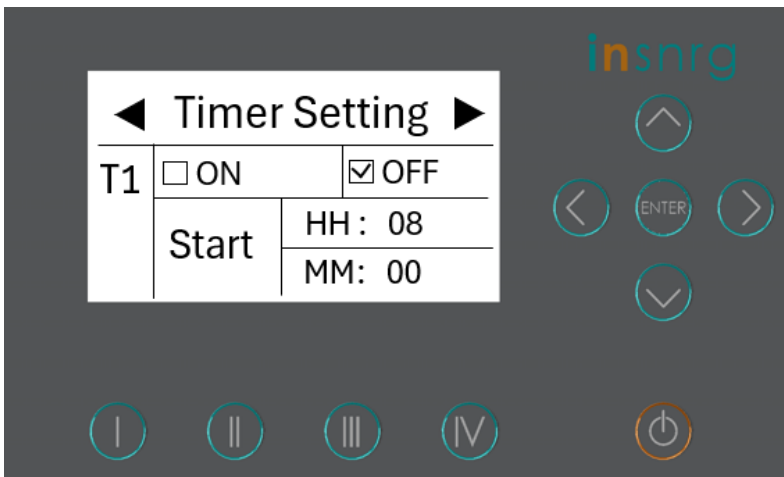 insnrg
◀ Timer Setting ▶
T1 ☐ ON ☑ OFF
Start HH : 08
MM: 00
ENTER
I II III IV